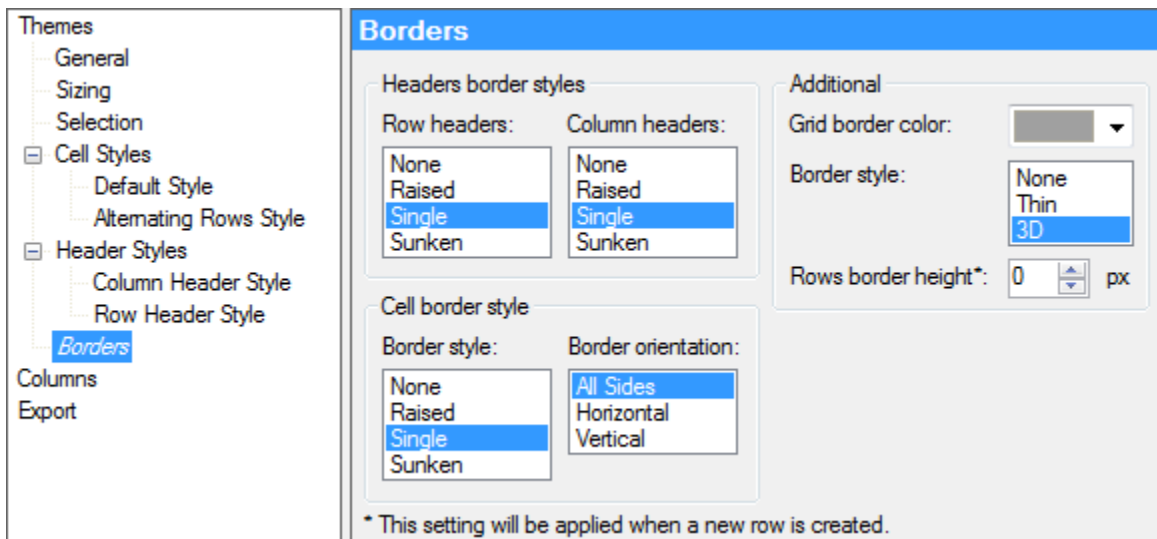 Themes
General
Sizing
Selection
Cell Styles
Default Style
Alternating Rows Style
Header Styles
Column Header Style
Row Header Style
Borders
Columns
Export
Borders
Headers border styles
Row headers:
None
Raised
Single
Sunken
Column headers:
None
Raised
Single
Sunken
Cell border style
Border style:
None
Raised
Single
Sunken
Border orientation:
All Sides
Horizontal
Vertical
Additional
Grid border color:
Border style:
None
Thin
3D
Rows border height*: 0 px
* This setting will be applied when a new row is created.